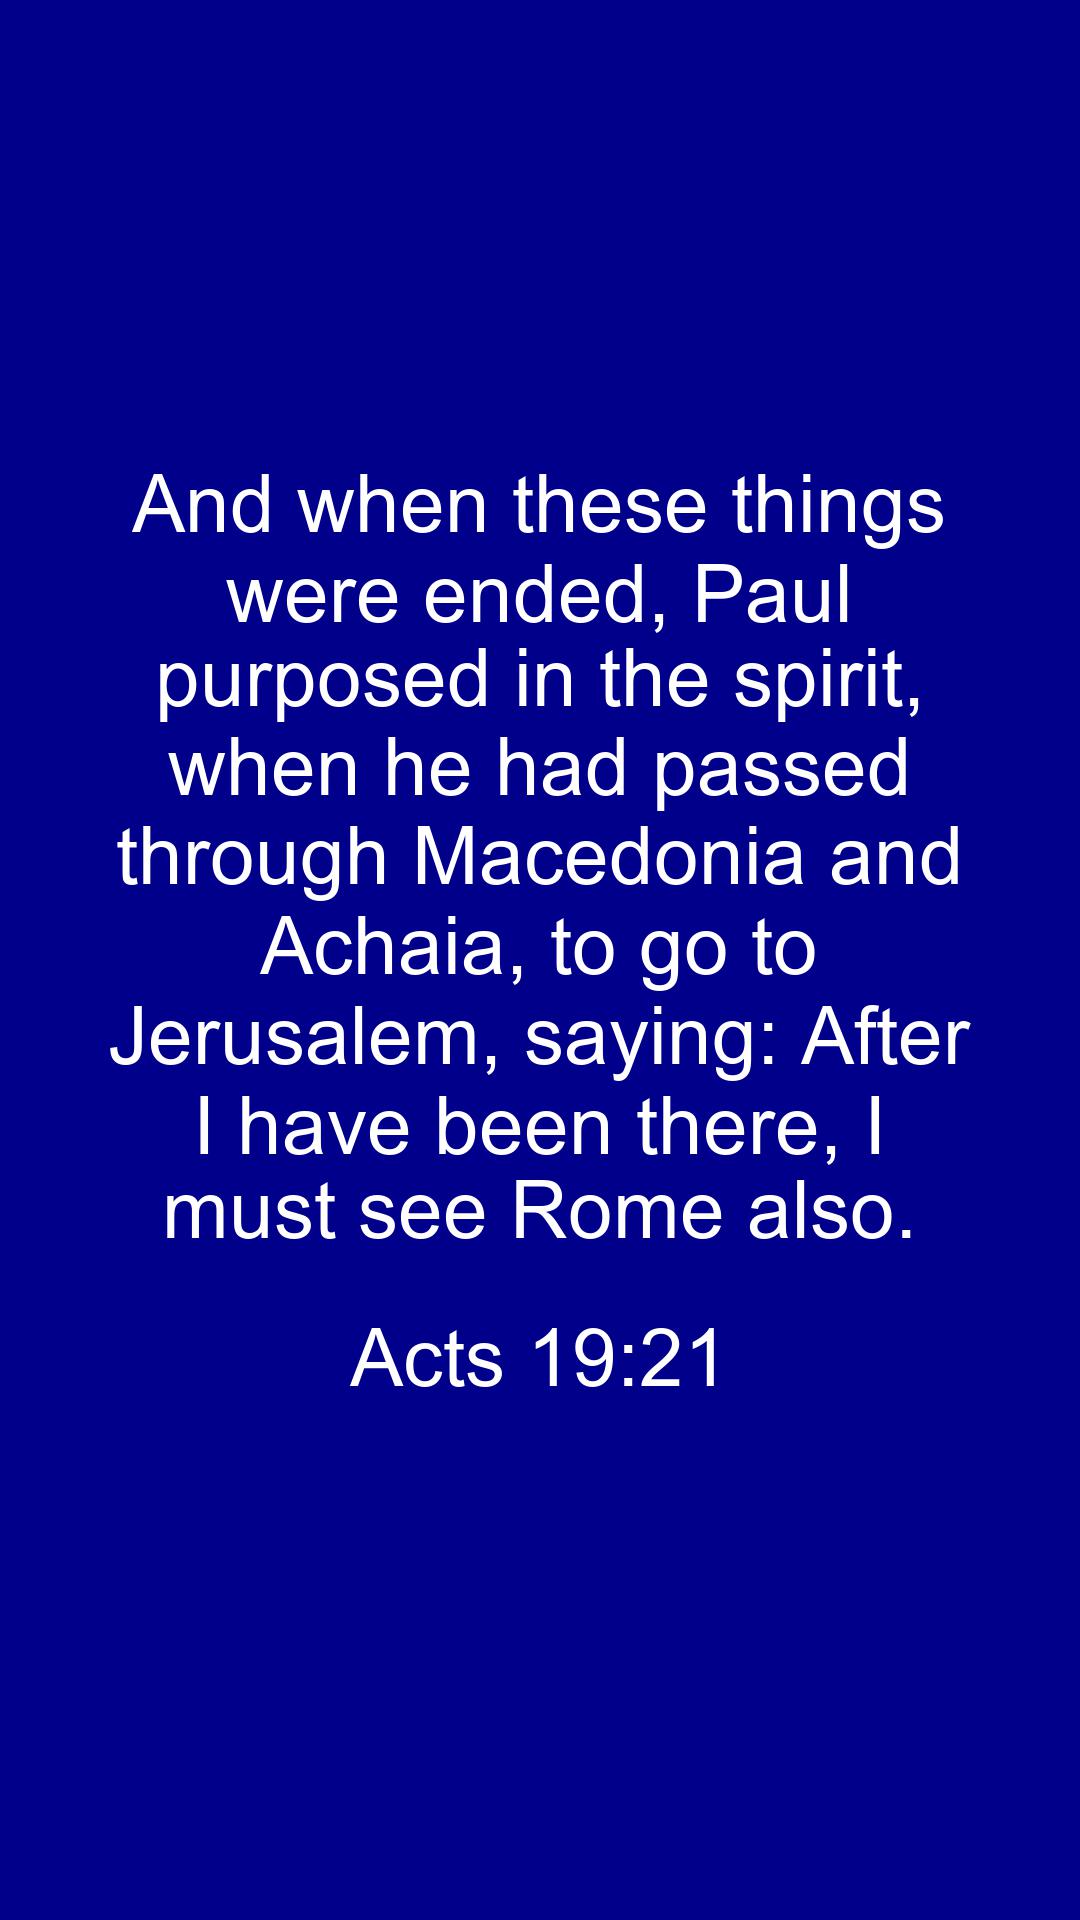 And when these things
were ended, Paul
purposed in the spirit,
when he had passed
through Macedonia and
Achaia, to go to
Jerusalem, saying: After
I have been there, I
must see Rome also.
Acts 19:21